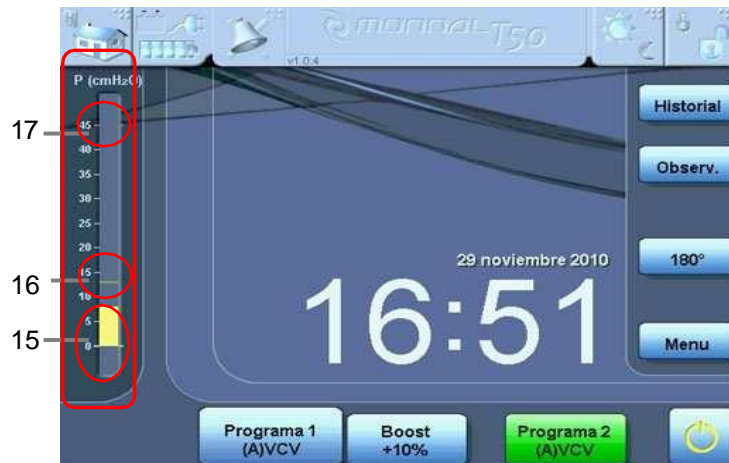 monnal T50
v1.0.4
P (cmH₂O)
45
40
35
30
25
20
15
10
5
0
17
16
15
Historial
Observ.
180°
Menu
29 noviembre 2010
16:51
Programa 1
(A)VCV
Boost
+10%
Programa 2
(A)VCV